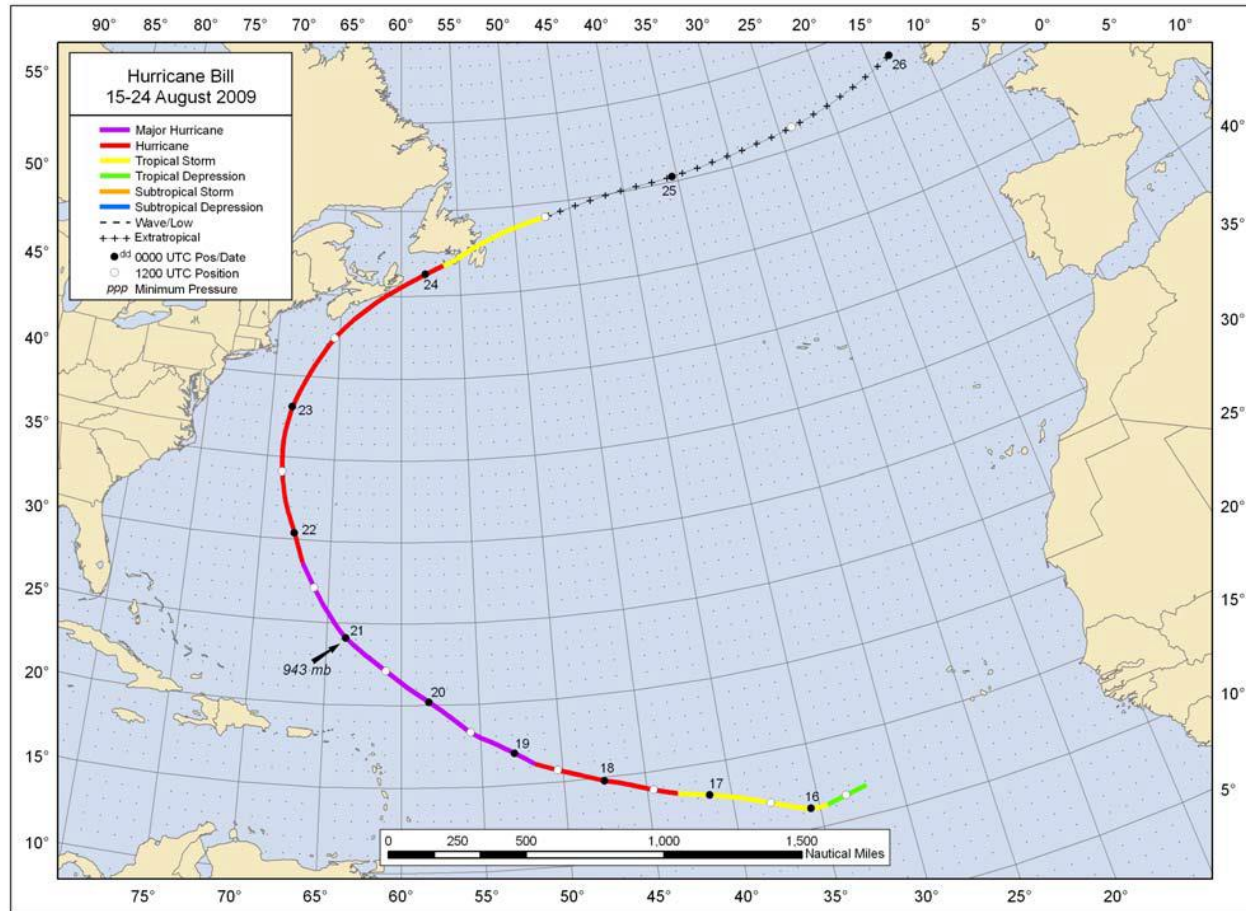 90° 85° 80° 75° 70° 65° 60° 55° 50° 45° 40° 35° 30° 25° 20° 15° 10° 5° 0° 5° 10°
Hurricane Bill
15-24 August 2009
Major Hurricane
Hurricane
Tropical Storm
Tropical Depression
Subtropical Storm
Subtropical Depression
Wave/Low
Extratropical
dd 0000 UTC Pos/Date
1200 UTC Position
ppp Minimum Pressure
55°
50°
45°
40°
35°
30°
25°
20°
15°
10°
26
25
24
23
22
21
943 mb
20
19
18
17
16
40°
35°
30°
25°
20°
15°
10°
5°
0 250 500 1,000 1,500
Nautical Miles
75° 70° 65° 60° 55° 50° 45° 40° 35° 30° 25° 20°